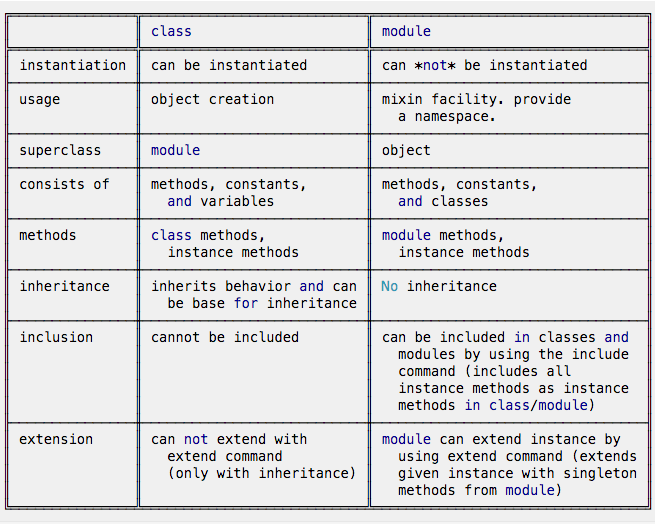 class module
instantiation can be instantiated can *not* be instantiated
usage object creation mixin facility. provide
a namespace.
superclass module object
consists of methods, constants, methods, constants,
and variables and classes
methods class methods, module methods,
instance methods instance methods
inheritance inherits behavior and can No inheritance
be base for inheritance
inclusion cannot be included can be included in classes and
modules by using the include
command (includes all
instance methods as instance
methods in class/module)
extension can not extend with module can extend instance by
extend command using extend command (extends
(only with inheritance) given instance with singleton
methods from module)